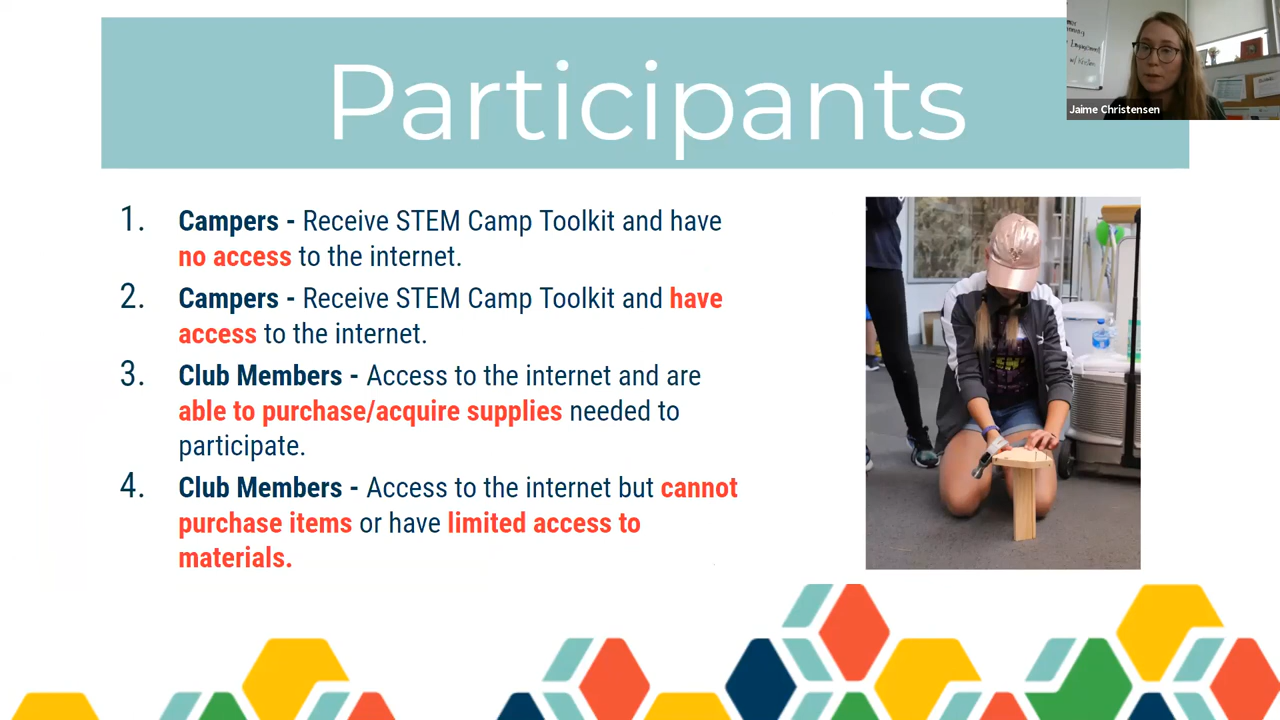 Participants
Jaime Christensen
1. Campers - Receive STEM Camp Toolkit and have
no access to the internet.
2. Campers - Receive STEM Camp Toolkit and have
access to the internet.
3. Club Members - Access to the internet and are
able to purchase/acquire supplies needed to
participate.
4. Club Members - Access to the internet but cannot
purchase items or have limited access to
materials.